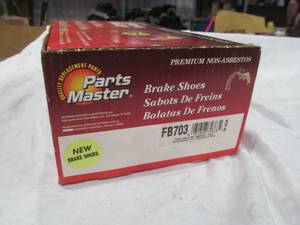 PREMIUM NON-ASBESTOS
QUALITY REPLACEMENT PARTS
Parts
Master
Brake Shoes
Sabots De Freins
Balatas De Frenos
NEW
BRAKE SHOES
FB703